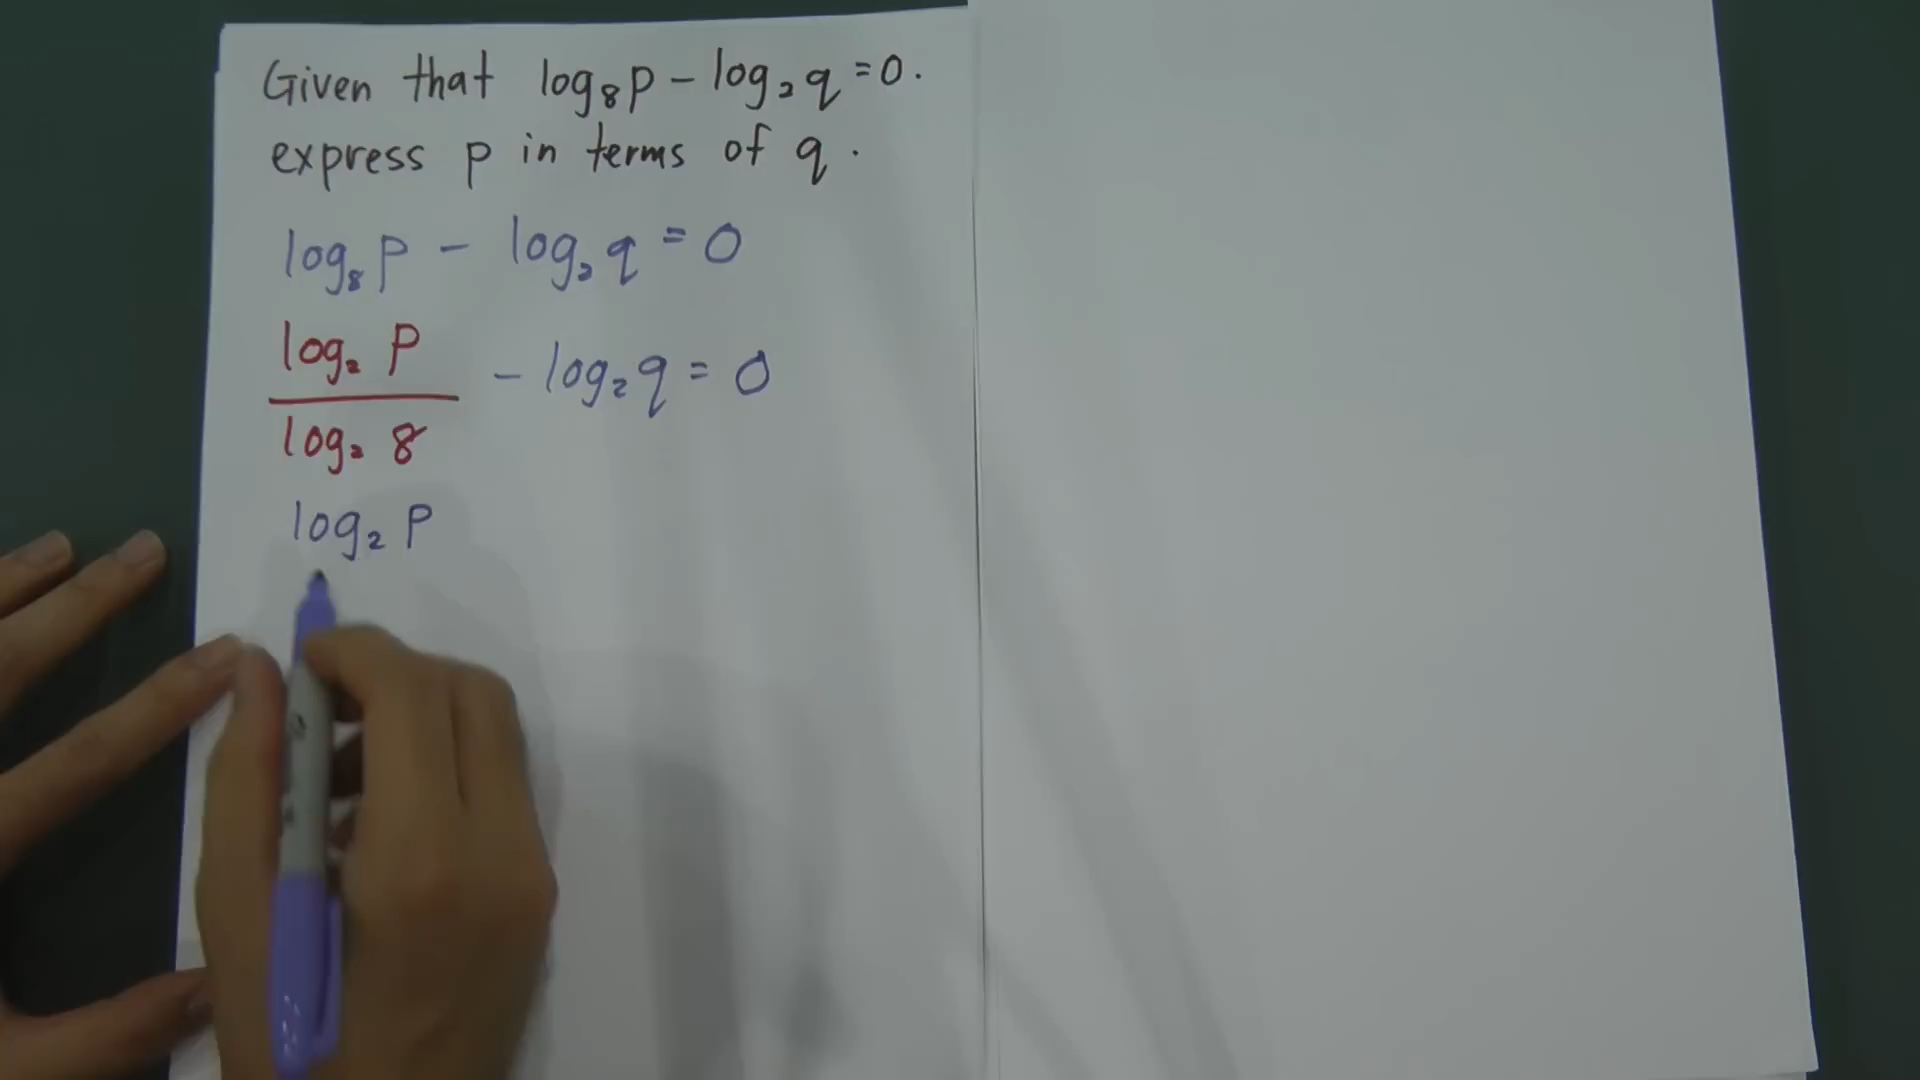 Given that log₈p - log₂q = 0.
express p in terms of q.
log₈p - log₂q = 0
log₂ p / log₂ 8 - log₂q = 0
log₂ p